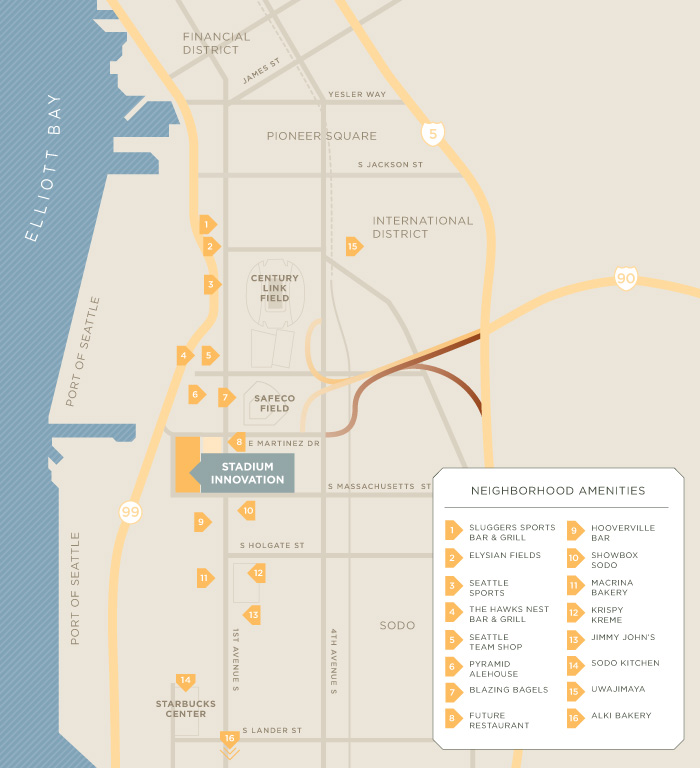 FINANCIAL
DISTRICT
JAMES ST
YESLER WAY
ELLIOTT BAY
PIONEER SQUARE
5
S JACKSON ST
INTERNATIONAL
DISTRICT
1
2
15
CENTURY
LINK
FIELD
3
90
PORT OF SEATTLE
4
5
6
7
SAFECO
FIELD
8
E MARTINEZ DR
STADIUM
INNOVATION
S MASSACHUSETTS ST
99
9
10
PORT OF SEATTLE
S HOLGATE ST
11
12
13
1ST AVENUE S
4TH AVENUE S
SODO
14
STARBUCKS
CENTER
S LANDER ST
16
NEIGHBORHOOD AMENITIES
1 SLUGGERS SPORTS
BAR & GRILL
2 ELYSIAN FIELDS
3 SEATTLE
SPORTS
4 THE HAWKS NEST
BAR & GRILL
5 SEATTLE
TEAM SHOP
6 PYRAMID
ALEHOUSE
7 BLAZING BAGELS
8 FUTURE
RESTAURANT
9 HOOVERVILLE
BAR
10 SHOWBOX
SODO
11 MACRINA
BAKERY
12 KRISPY
KREME
13 JIMMY JOHN'S
14 SODO KITCHEN
15 UWAJIMAYA
16 ALKI BAKERY